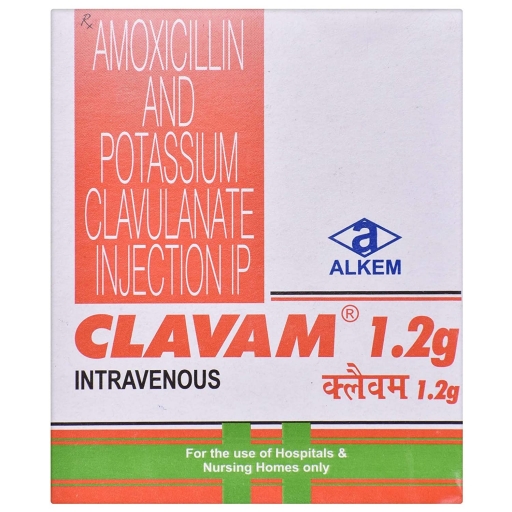 Rx
AMOXICILLIN
AND
POTASSIUM
CLAVULANATE
INJECTION IP
a
ALKEM
CLAVAM® 1.2g
INTRAVENOUS
क्लैवम 1.2g
For the use of Hospitals &
Nursing Homes only